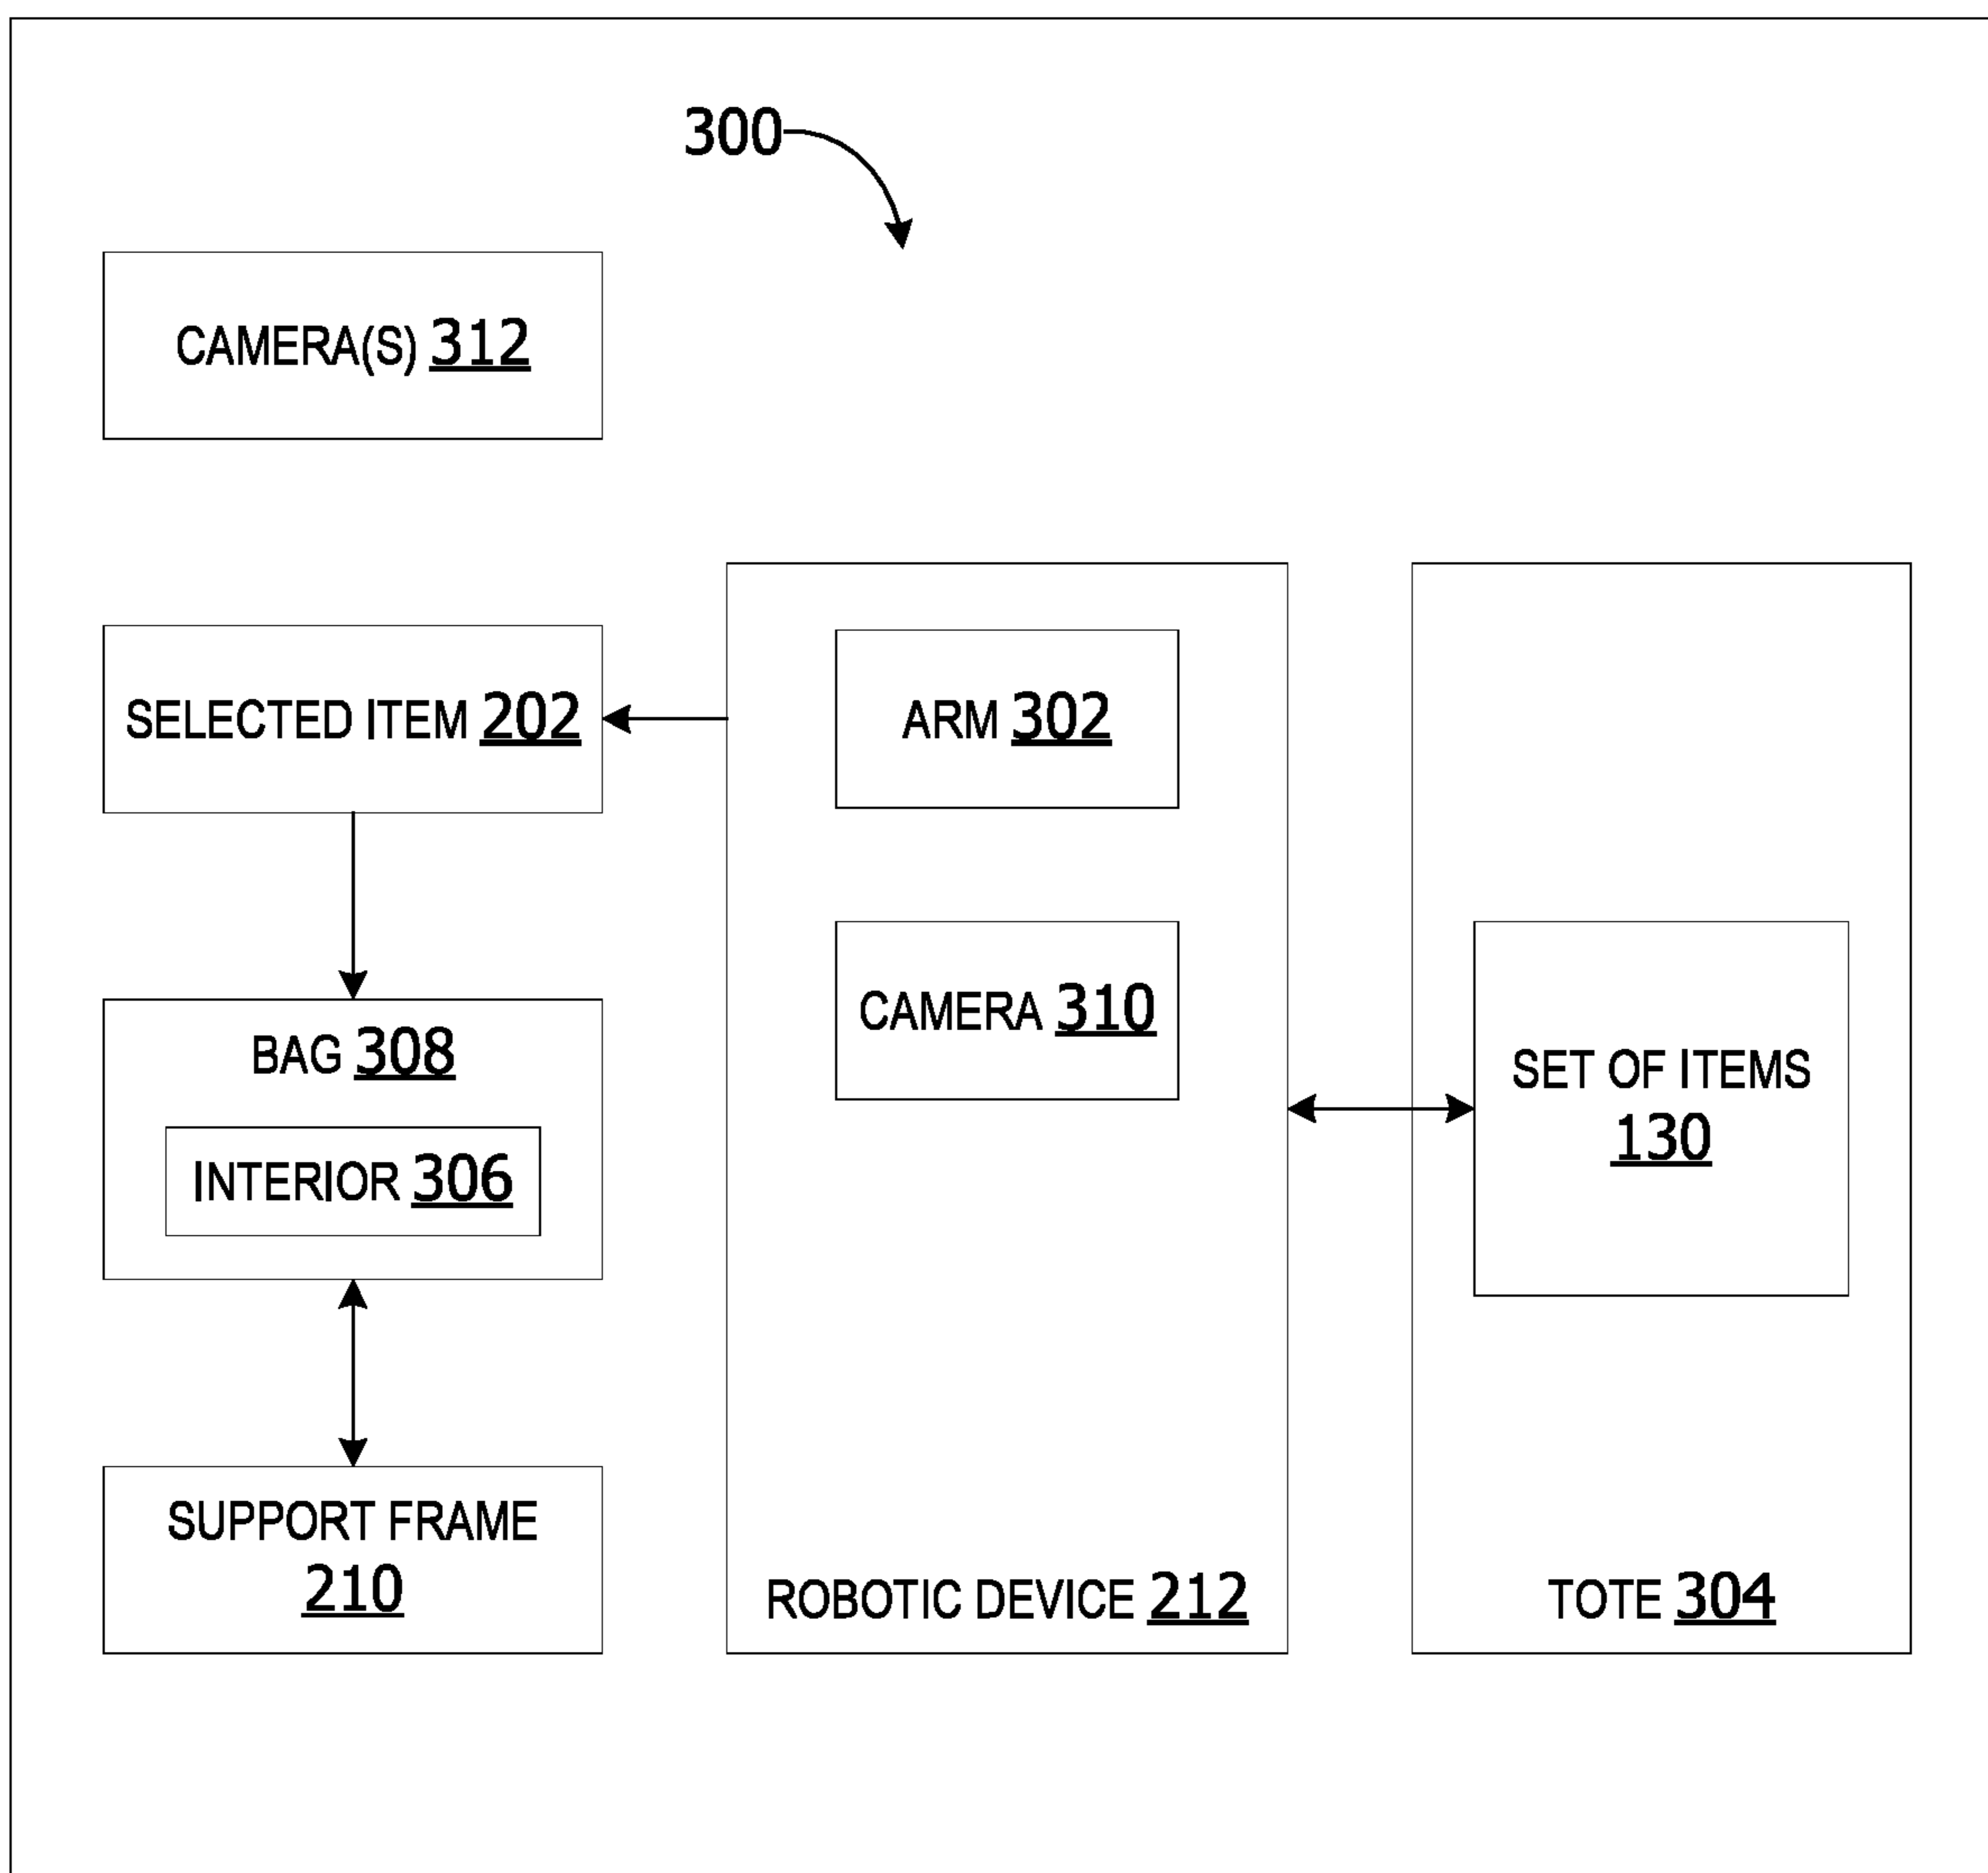 300
CAMERA(S) 312
SELECTED ITEM 202
ARM 302
CAMERA 310
BAG 308
INTERIOR 306
SET OF ITEMS
130
SUPPORT FRAME
210
ROBOTIC DEVICE 212
TOTE 304